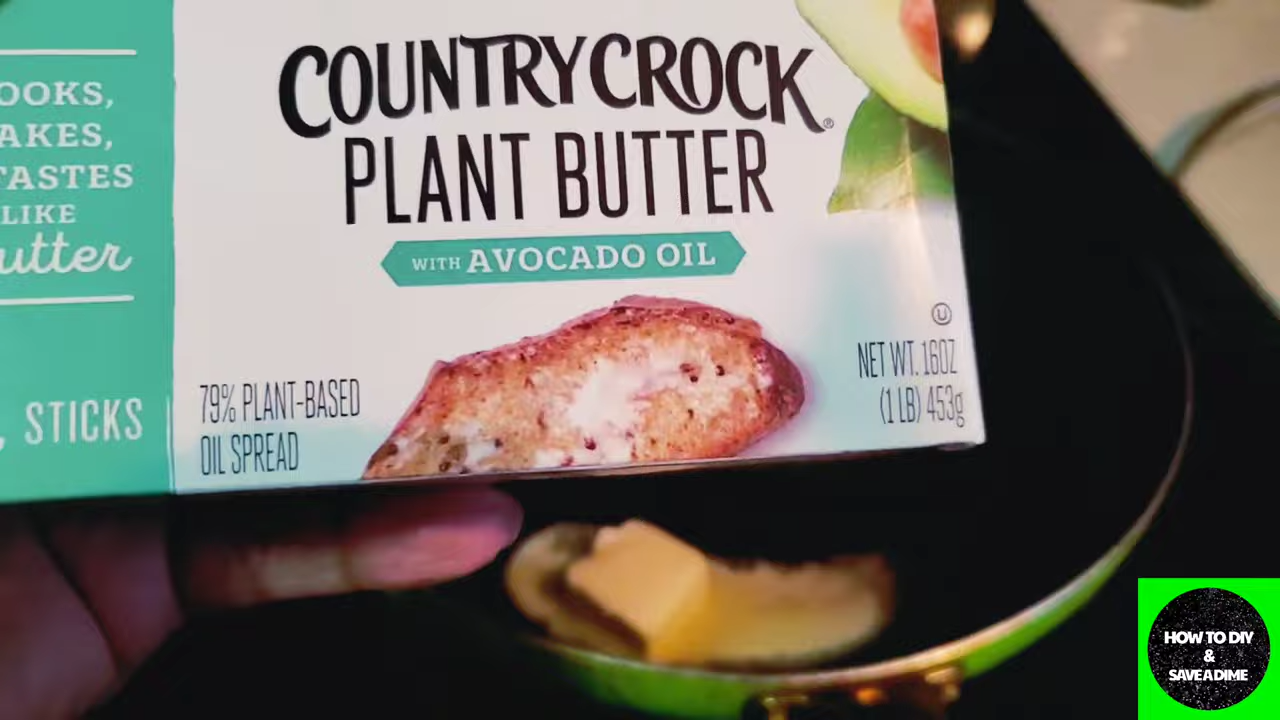 OOKS,
AKES,
TASTES
LIKE
utter
, STICKS
COUNTRY CROCK®
PLANT BUTTER
WITH AVOCADO OIL
79% PLANT-BASED
OIL SPREAD
U
NET WT. 16OZ
(1 LB) 453g
HOW TO DIY
&
SAVE A DIME